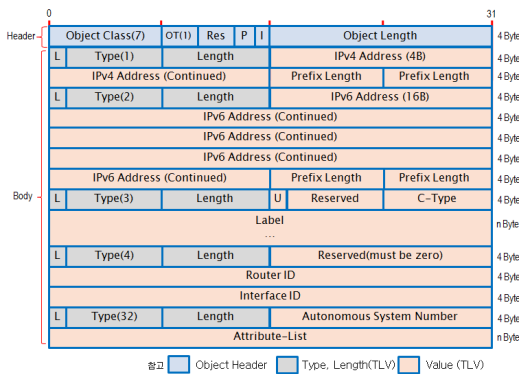 0 31
Header Object Class(7) OT(1) Res P I Object Length 4 Byte
L Type(1) Length IPv4 Address (4B) 4 Byte
IPv4 Address (Continued) Prefix Length Prefix Length 4 Byte
L Type(2) Length IPv6 Address (16B) 4 Byte
IPv6 Address (Continued) 4 Byte
IPv6 Address (Continued) 4 Byte
IPv6 Address (Continued) 4 Byte
IPv6 Address (Continued) Prefix Length Prefix Length 4 Byte
Body L Type(3) Length U Reserved C-Type 4 Byte
Label n Byte
...
L Type(4) Length Reserved(must be zero) 4 Byte
Router ID 4 Byte
Interface ID 4 Byte
L Type(32) Length Autonomous System Number 4 Byte
Attribute-List n Byte
참고 Object Header Type, Length(TLV) Value (TLV)